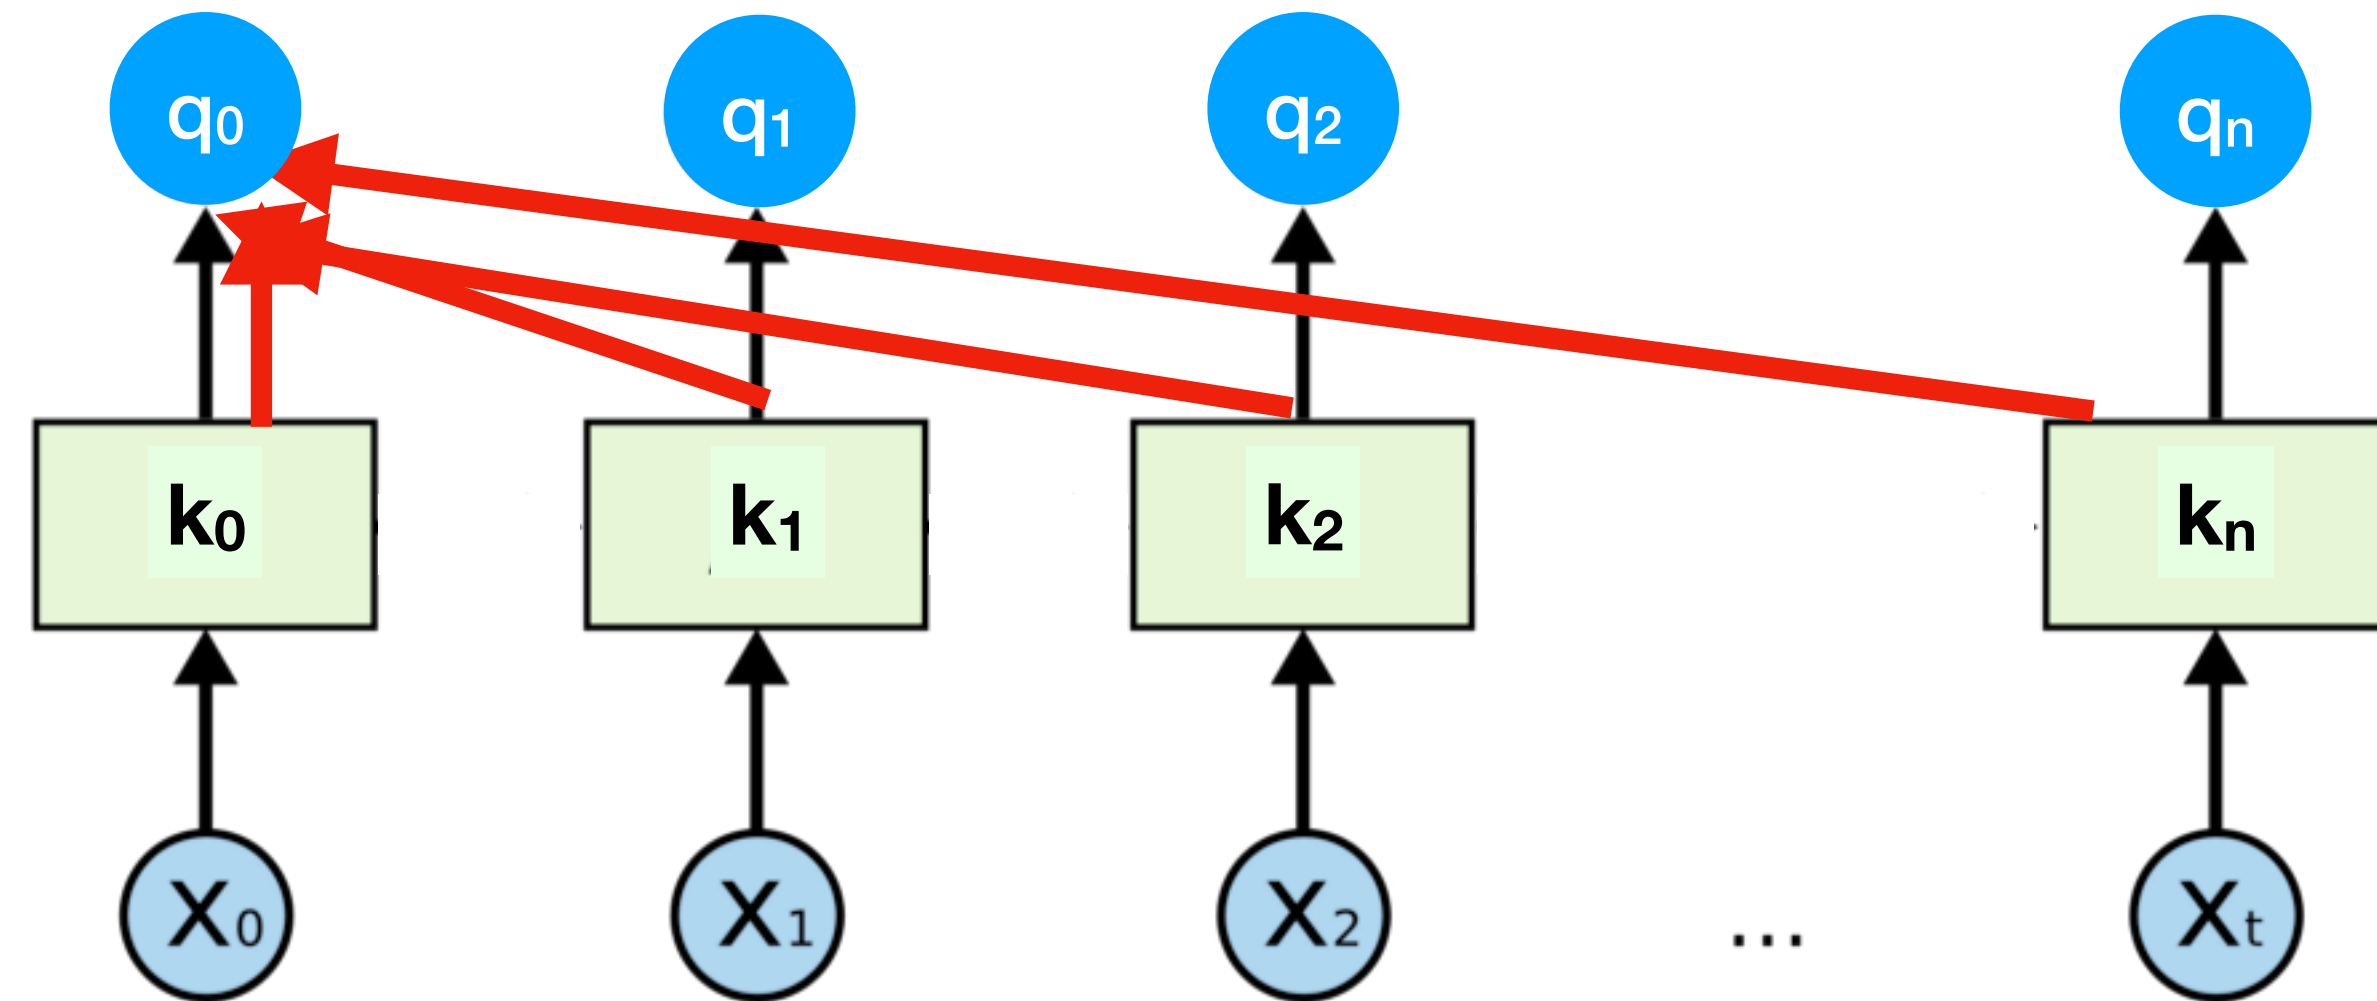 q₀ q₁ q₂ qₙ
k₀ k₁ k₂ kₙ
X₀ X₁ X₂ ... Xₜ